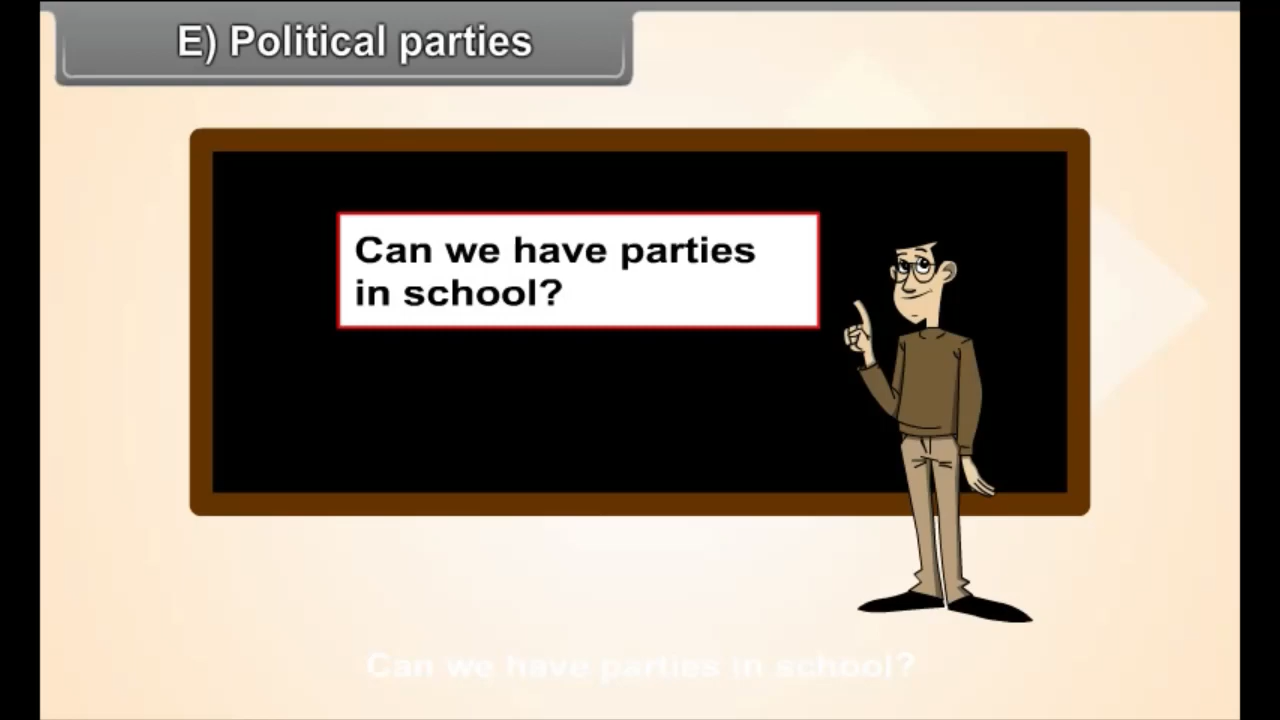 E) Political parties
Can we have parties
in school?
Can we have parties in school?